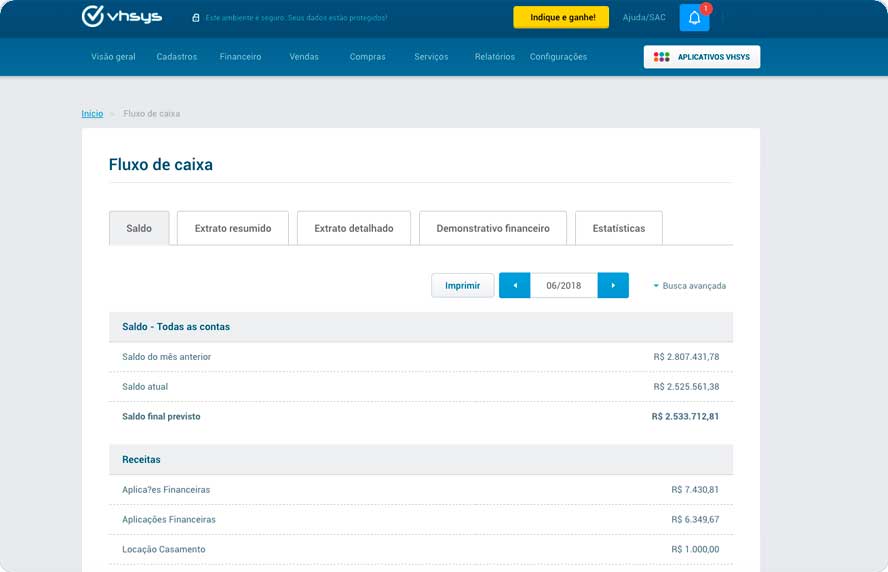 vhsys Este ambiente é seguro. Seus dados estão protegidos! Indique e ganhe! Ajuda/SAC 1
Visão geral Cadastros Financeiro Vendas Compras Serviços Relatórios Configurações APLICATIVOS VHSYS
Início > Fluxo de caixa
Fluxo de caixa
Saldo Extrato resumido Extrato detalhado Demonstrativo financeiro Estatísticas
Imprimir 06/2018 Busca avançada
Saldo - Todas as contas
Saldo do mês anterior R$ 2.807.431,78
Saldo atual R$ 2.525.561,38
Saldo final previsto R$ 2.533.712,81
Receitas
Aplica?es Financeiras R$ 7.430,81
Aplicações Financeiras R$ 6.349,67
Locação Casamento R$ 1.000,00